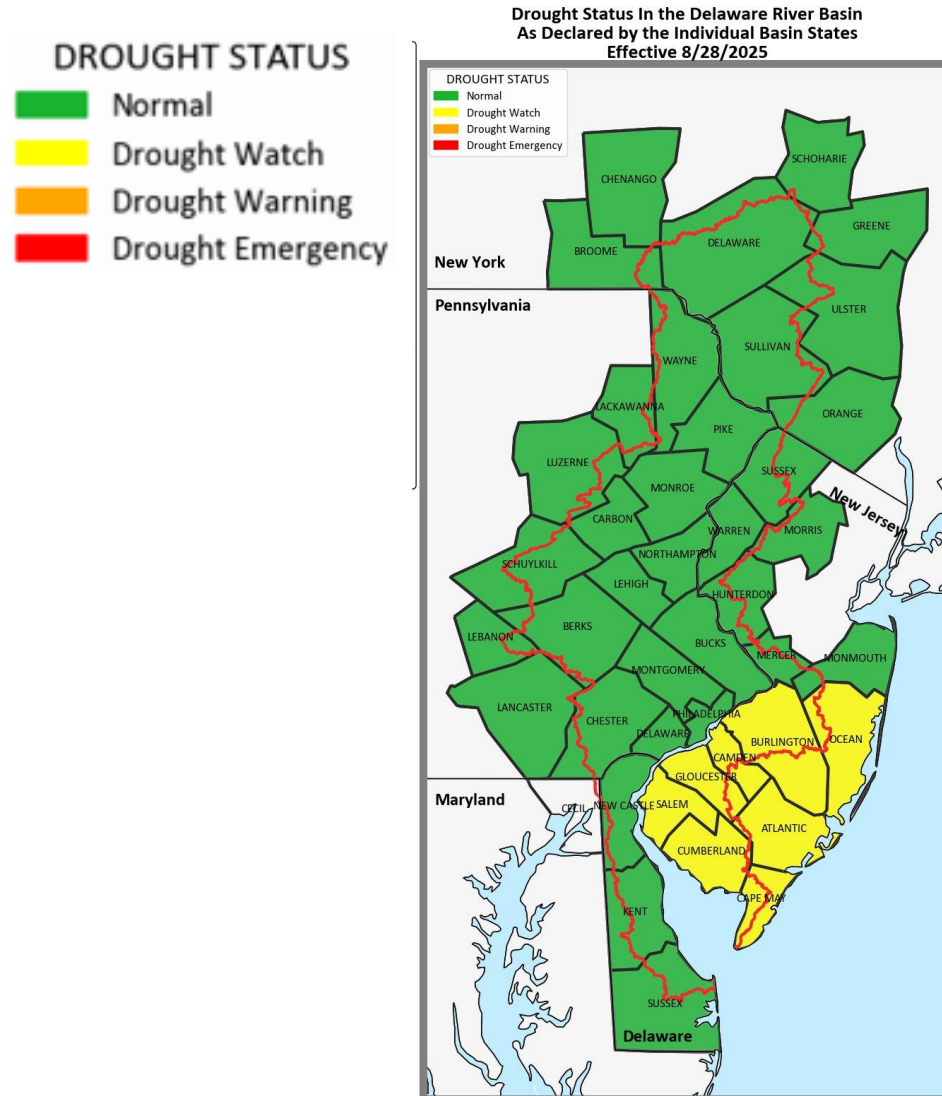 DROUGHT STATUS
Normal
Drought Watch
Drought Warning
Drought Emergency
Drought Status In the Delaware River Basin
As Declared by the Individual Basin States
Effective 8/28/2025
DROUGHT STATUS
Normal
Drought Watch
Drought Warning
Drought Emergency
SCHOHARIE
CHENANGO
GREENE
DELAWARE
BROOME
New York
Pennsylvania
ULSTER
SULLIVAN
WAYNE
LACKAWANNA
ORANGE
PIKE
LUZERNE
SUSSEX
MONROE
New Jersey
CARBON
WARREN
MORRIS
NORTHAMPTON
SCHUYLKILL
LEHIGH
HUNTERDON
BERKS
LEBANON
BUCKS
MERCER
MONMOUTH
MONTGOMERY
LANCASTER
PHILADELPHIA
CHESTER
DELAWARE
BURLINGTON
OCEAN
CAMDEN
GLOUCESTER
Maryland
CECIL
NEW CASTLE
SALEM
ATLANTIC
CUMBERLAND
CAPE MAY
KENT
SUSSEX
Delaware